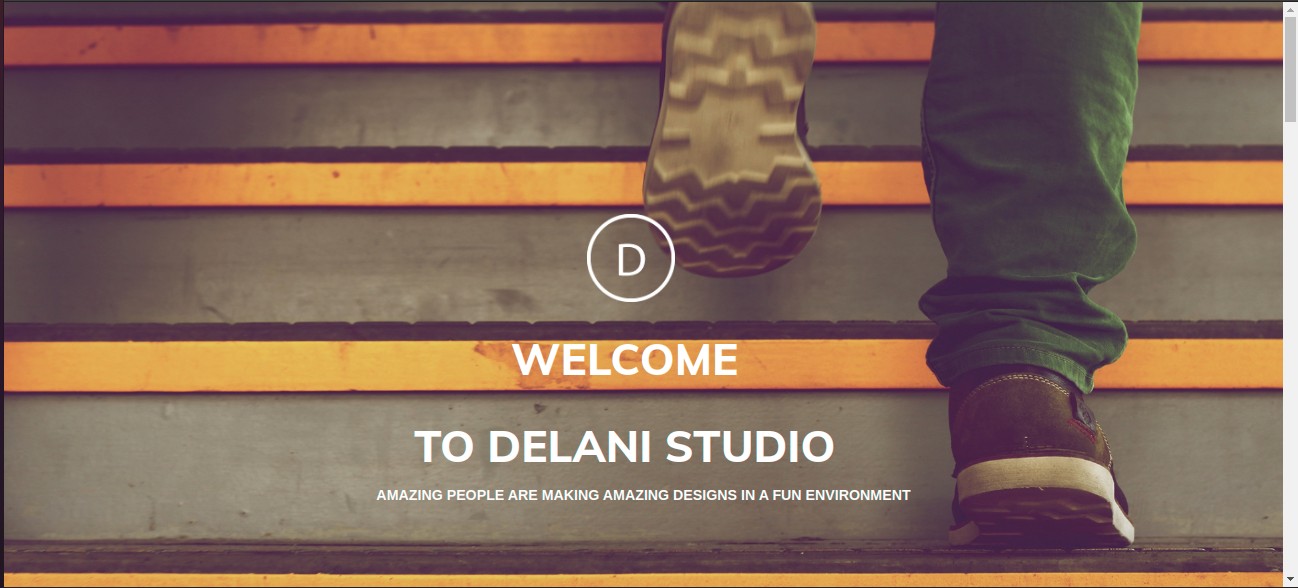 D
WELCOME
TO DELANI STUDIO
AMAZING PEOPLE ARE MAKING AMAZING DESIGNS IN A FUN ENVIRONMENT